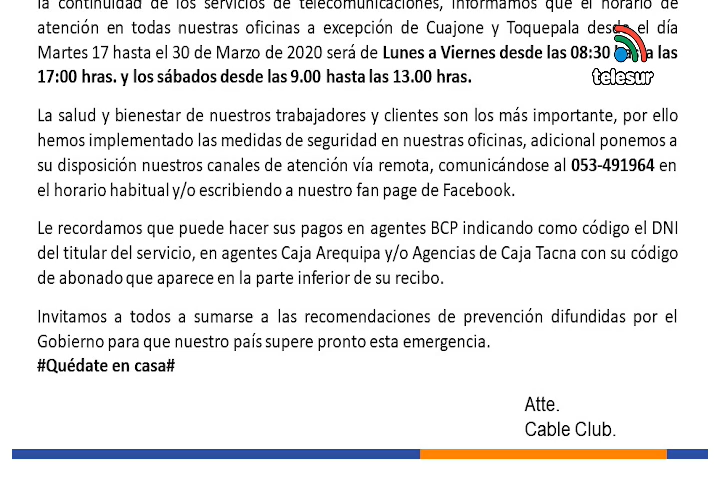 la continuidad de los servicios de telecomunicaciones, informamos que el horario de
atención en todas nuestras oficinas a excepción de Cuajone y Toquepala desde el día
Martes 17 hasta el 30 de Marzo de 2020 será de Lunes a Viernes desde las 08:30 hasta a las
17:00 hras. y los sábados desde las 9.00 hasta las 13.00 hras.
telesur
La salud y bienestar de nuestros trabajadores y clientes son los más importante, por ello
hemos implementado las medidas de seguridad en nuestras oficinas, adicional ponemos a
su disposición nuestros canales de atención vía remota, comunicándose al 053-491964 en
el horario habitual y/o escribiendo a nuestro fan page de Facebook.
Le recordamos que puede hacer sus pagos en agentes BCP indicando como código el DNI
del titular del servicio, en agentes Caja Arequipa y/o Agencias de Caja Tacna con su código
de abonado que aparece en la parte inferior de su recibo.
Invitamos a todos a sumarse a las recomendaciones de prevención difundidas por el
Gobierno para que nuestro país supere pronto esta emergencia.
#Quédate en casa#
Atte.
Cable Club.